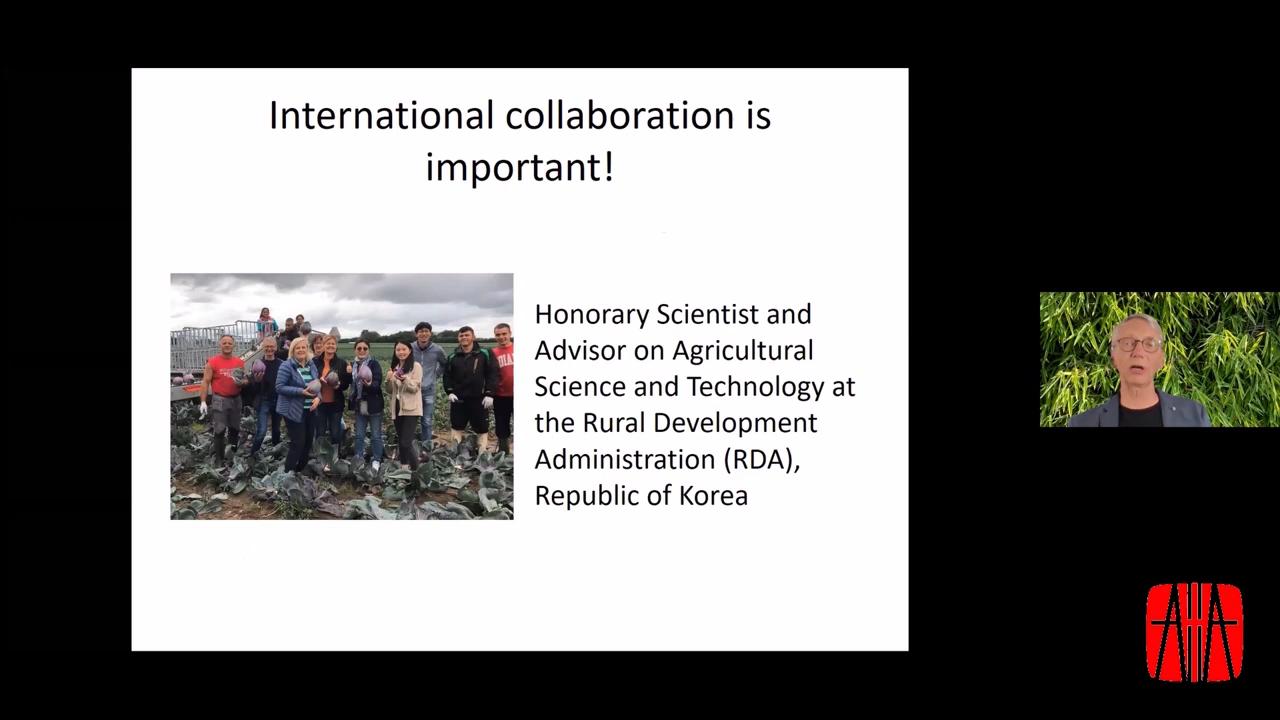 International collaboration is
important!
Honorary Scientist and
Advisor on Agricultural
Science and Technology at
the Rural Development
Administration (RDA),
Republic of Korea